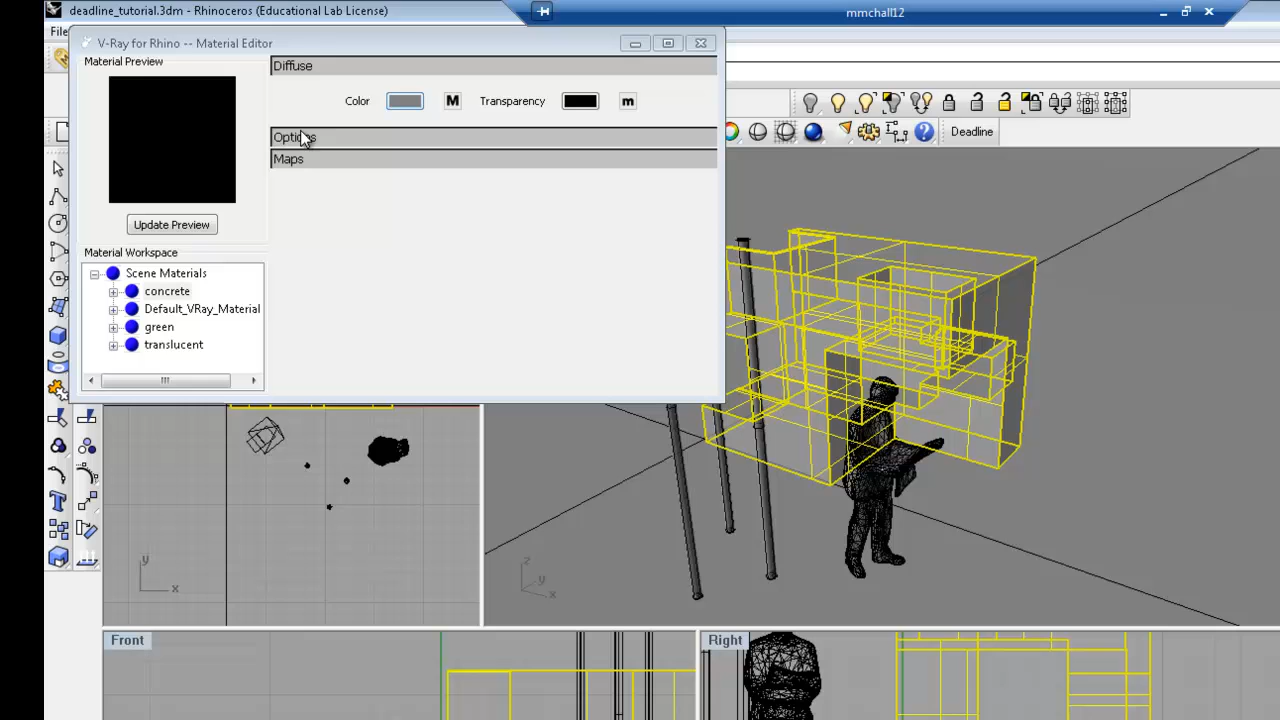 deadline_tutorial.3dm - Rhinoceros (Educational Lab License)
mmchall12
File
V-Ray for Rhino -- Material Editor
Material Preview
Diffuse
Color
M
Transparency
m
Options
Maps
Deadline
Update Preview
Material Workspace
Scene Materials
concrete
Default_VRay_Material
green
translucent
y
x
z
y
x
Front
Right